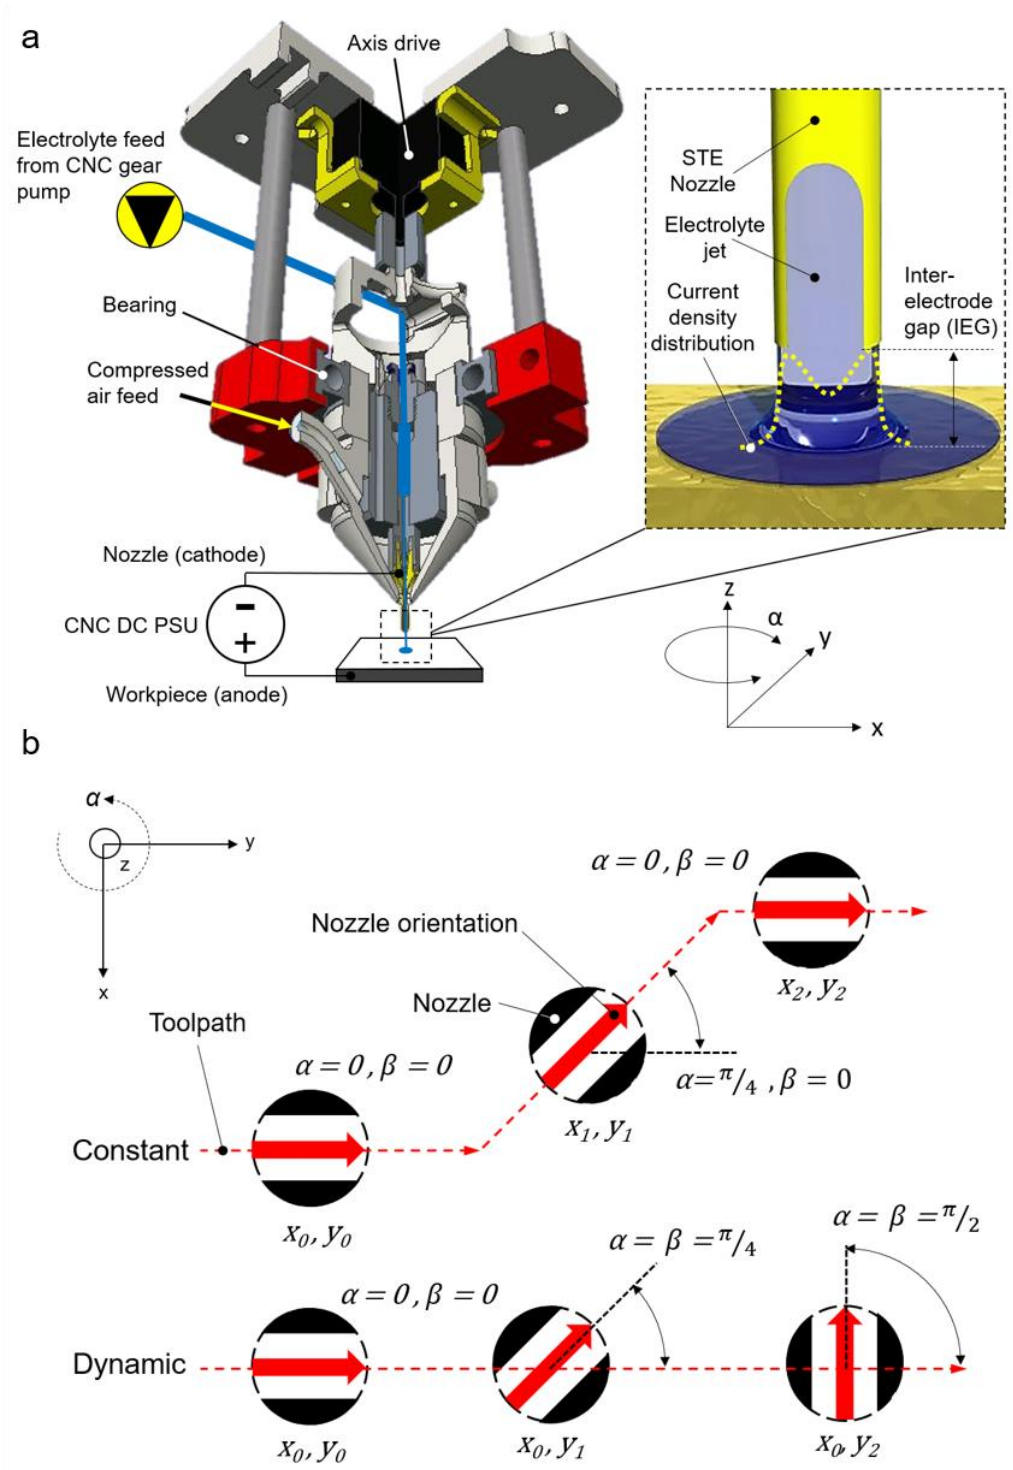 a
Axis drive
Electrolyte feed
from CNC gear
pump
Bearing
Compressed
air feed
Nozzle (cathode)
CNC DC PSU
-
+
Workpiece (anode)
STE
Nozzle
Electrolyte
jet
Current
density
distribution
Inter-
electrode
gap (IEG)
z
α
y
x
b
α
y
z
x
α = 0, β = 0
Nozzle orientation
x₂, y₂
Nozzle
Toolpath
α = 0, β = 0
α=π/4 , β = 0
x₁, y₁
Constant
x₀, y₀
α = β = π/2
α = β = π/4
α = 0, β = 0
Dynamic
x₀, y₀
x₀, y₁
x₀, y₂